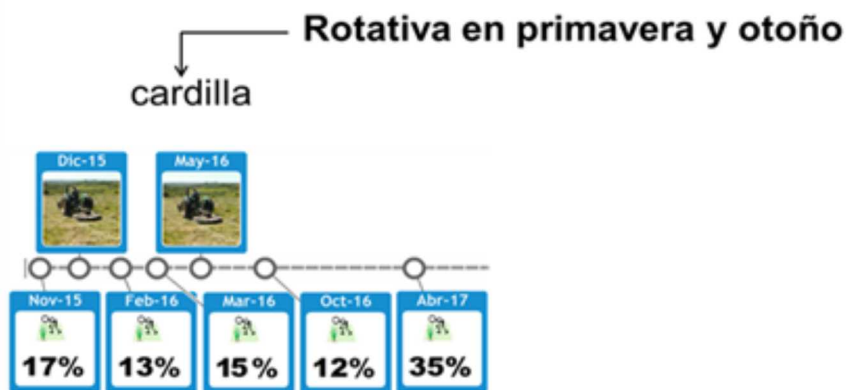 Rotativa en primavera y otoño
cardilla
Dic-15 May-16
Nov-15 Feb-16 Mar-16 Oct-16 Abr-17
17% 13% 15% 12% 35%